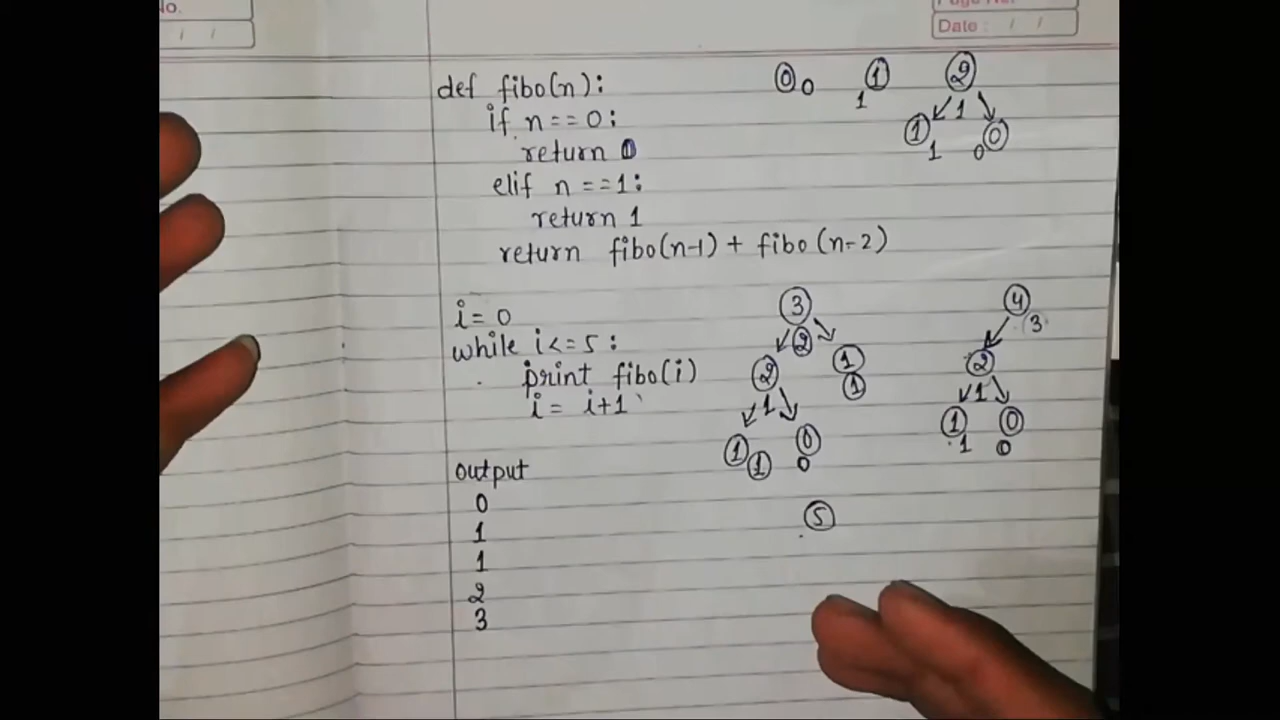 No.
/ /
Page No.
Date : / /
def fibo(n):
if n==0:
return 0
elif n==1:
return 1
return fibo(n-1) + fibo(n-2)
0 0
1
1
2
1
1 0
1 0
i=0
while i<=5:
print fibo(i)
i= i+1
output
0
1
1
2
3
3
2
2 1
1
1
1 0
1 0
4
3
2
1
1 0
1 0
5